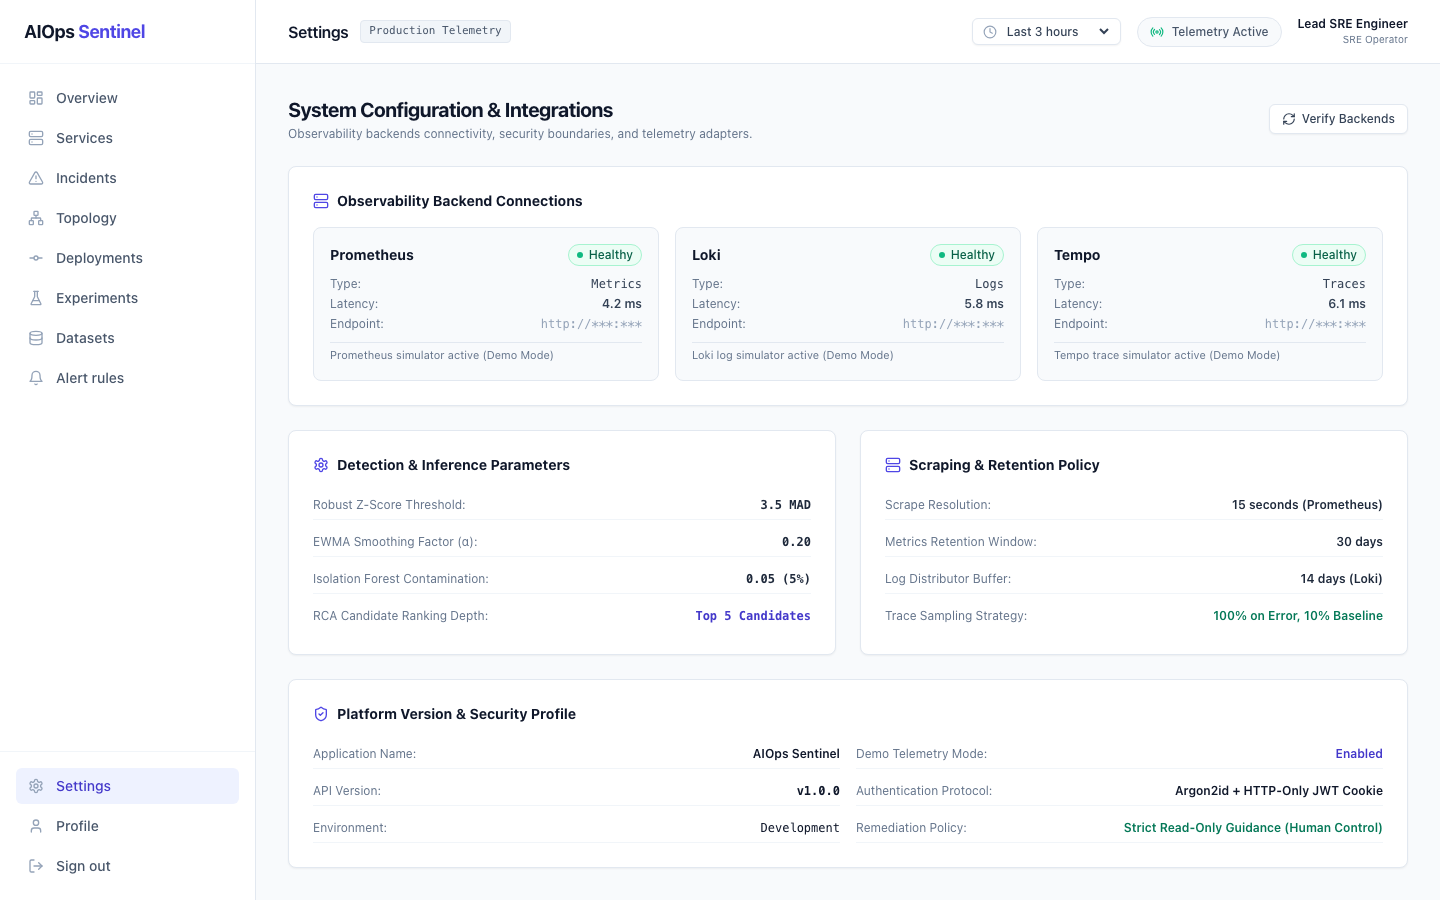 AIOps Sentinel
Overview
Services
Incidents
Topology
Deployments
Experiments
Datasets
Alert rules
Settings
Profile
Sign out
Settings
Production Telemetry
Last 3 hours
Telemetry Active
Lead SRE Engineer
SRE Operator
System Configuration & Integrations
Observability backends connectivity, security boundaries, and telemetry adapters.
Verify Backends
Observability Backend Connections
Prometheus
Healthy
Type: Metrics
Latency: 4.2 ms
Endpoint: http://***:***
Prometheus simulator active (Demo Mode)
Loki
Healthy
Type: Logs
Latency: 5.8 ms
Endpoint: http://***:***
Loki log simulator active (Demo Mode)
Tempo
Healthy
Type: Traces
Latency: 6.1 ms
Endpoint: http://***:***
Tempo trace simulator active (Demo Mode)
Detection & Inference Parameters
Robust Z-Score Threshold: 3.5 MAD
EWMA Smoothing Factor (α): 0.20
Isolation Forest Contamination: 0.05 (5%)
RCA Candidate Ranking Depth: Top 5 Candidates
Scraping & Retention Policy
Scrape Resolution: 15 seconds (Prometheus)
Metrics Retention Window: 30 days
Log Distributor Buffer: 14 days (Loki)
Trace Sampling Strategy: 100% on Error, 10% Baseline
Platform Version & Security Profile
Application Name: AIOps Sentinel
API Version: v1.0.0
Environment: Development
Demo Telemetry Mode: Enabled
Authentication Protocol: Argon2id + HTTP-Only JWT Cookie
Remediation Policy: Strict Read-Only Guidance (Human Control)